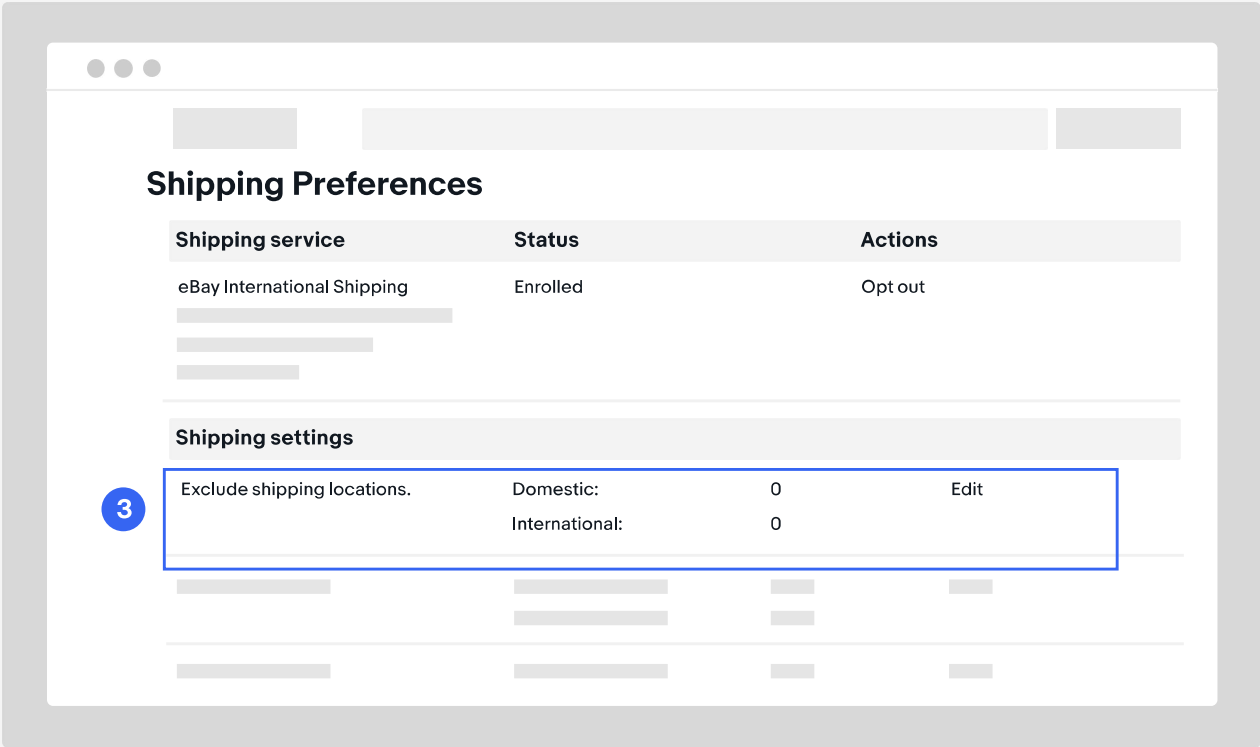 Shipping Preferences
Shipping service Status Actions
eBay International Shipping Enrolled Opt out
Shipping settings
3
Exclude shipping locations. Domestic: 0 Edit
International: 0